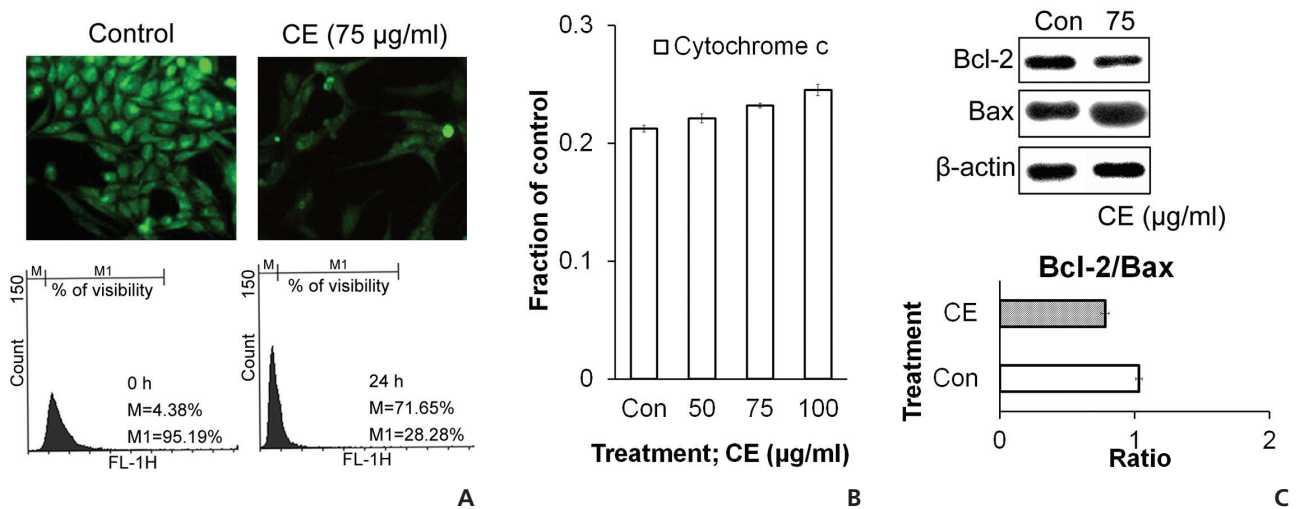 Control
CE (75 µg/ml)
M
M1
% of visibility
150
Count
0 h
M=4.38%
M1=95.19%
FL-1H
M
M1
% of visibility
150
Count
24 h
M=71.65%
M1=28.28%
FL-1H
A
Fraction of control
0.3
0.2
0.1
0
Cytochrome c
Con 50 75 100
Treatment; CE (µg/ml)
B
Con 75
Bcl-2
Bax
β-actin
CE (µg/ml)
Bcl-2/Bax
Treatment
CE
Con
0 1 2
Ratio
C